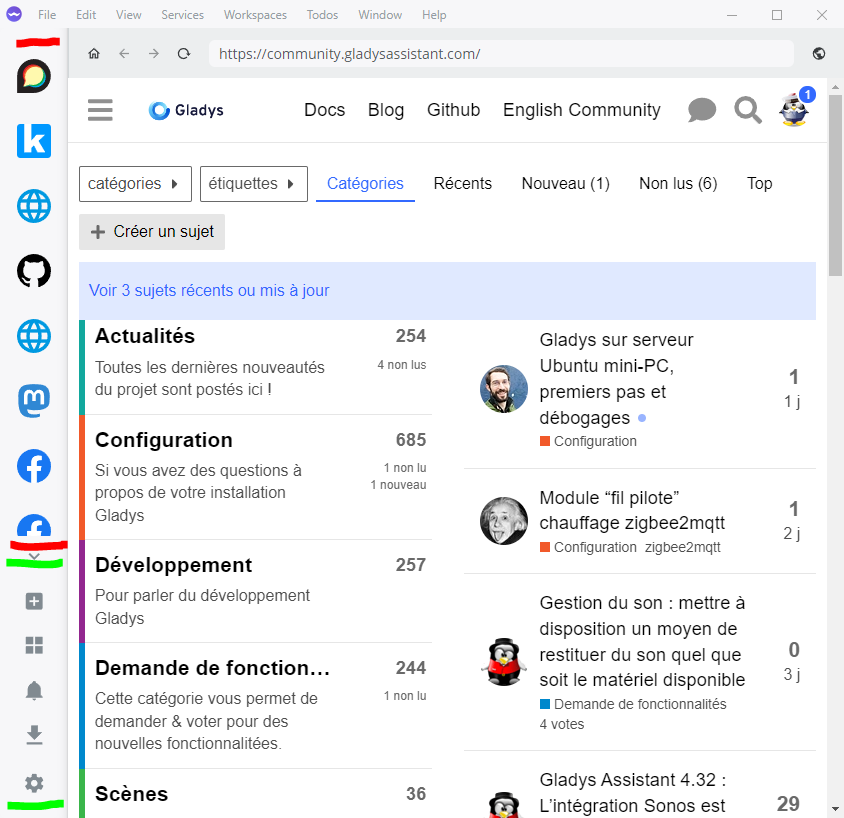 File Edit View Services Workspaces Todos Window Help
https://community.gladysassistant.com/
Gladys Docs Blog Github English Community 1
catégories étiquettes Catégories Récents Nouveau (1) Non lus (6) Top
Créer un sujet
Voir 3 sujets récents ou mis à jour
Actualités 254
Toutes les dernières nouveautés
du projet sont postés ici !
4 non lus
Configuration 685
Si vous avez des questions à
propos de votre installation
Gladys
1 non lu
1 nouveau
Développement 257
Pour parler du développement
Gladys
Demande de fonction... 244
Cette catégorie vous permet de
demander & voter pour des
nouvelles fonctionnalitées.
1 non lu
Scènes 36
Gladys sur serveur
Ubuntu mini-PC,
premiers pas et
débogages
Configuration
1
1 j
Module “fil pilote”
chauffage zigbee2mqtt
Configuration zigbee2mqtt
1
2 j
Gestion du son : mettre à
disposition un moyen de
restituer du son quel que
soit le matériel disponible
Demande de fonctionnalités
4 votes
0
3 j
Gladys Assistant 4.32 :
L’intégration Sonos est
29